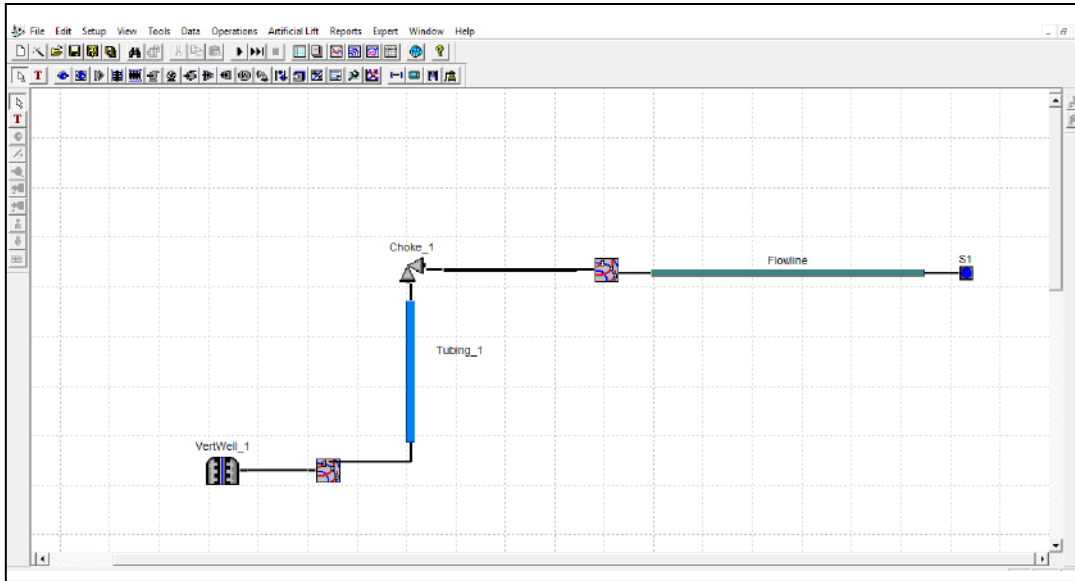 File Edit Setup View Tools Data Operations Artificial Lift Reports Expert Window Help
T
T
Choke_1
Flowline
S1
Tubing_1
VertWell_1